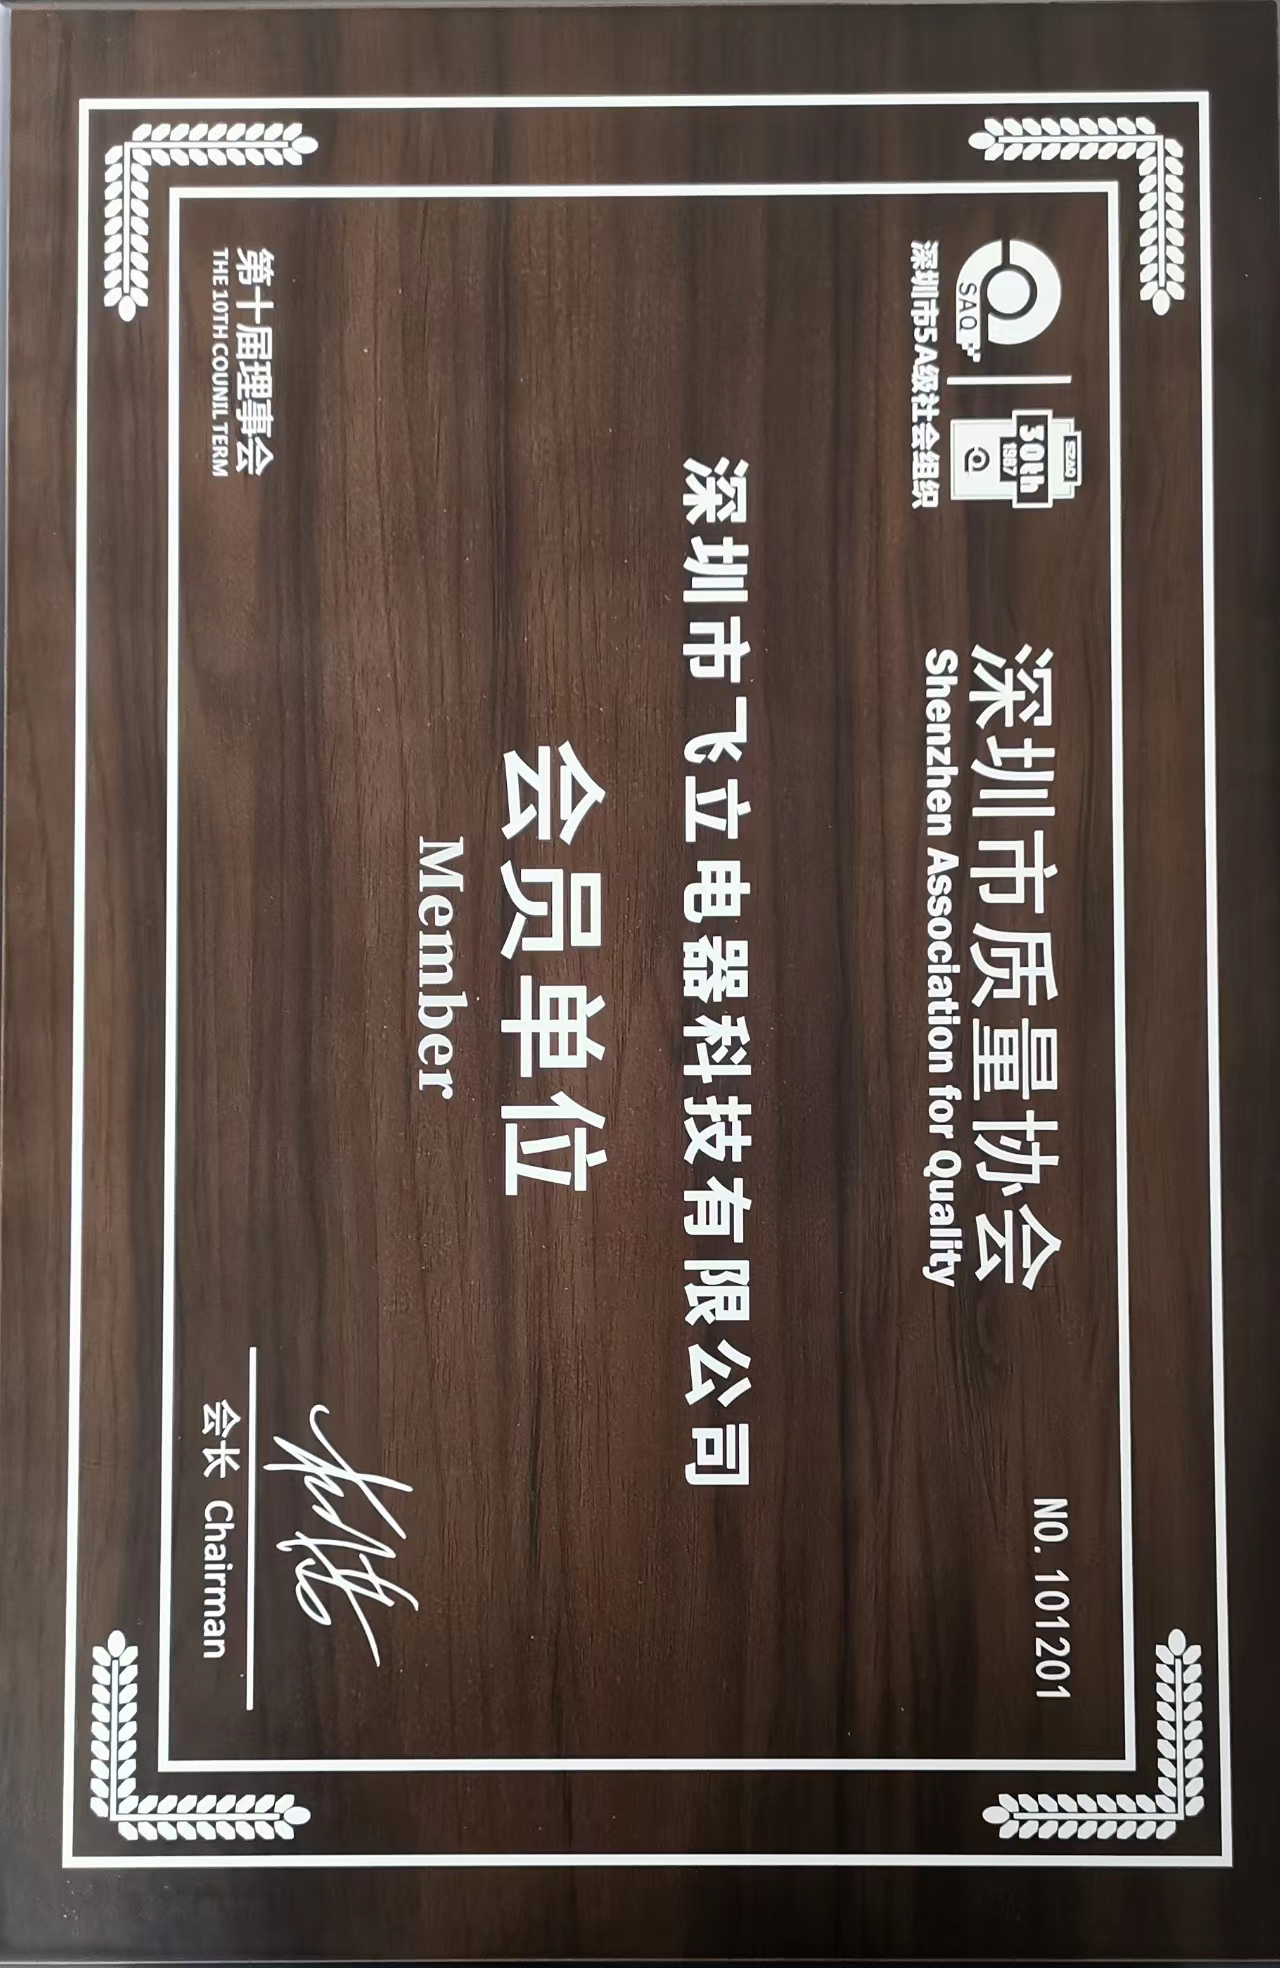 SAQ
SZAQ
30th
1987
深圳市5A级社会组织
深圳市质量协会
Shenzhen Association for Quality
NO. 101201
深圳市飞立电器科技有限公司
会员单位
Member
第十届理事会
THE 10TH COUNIL TERM
会长 Chairman